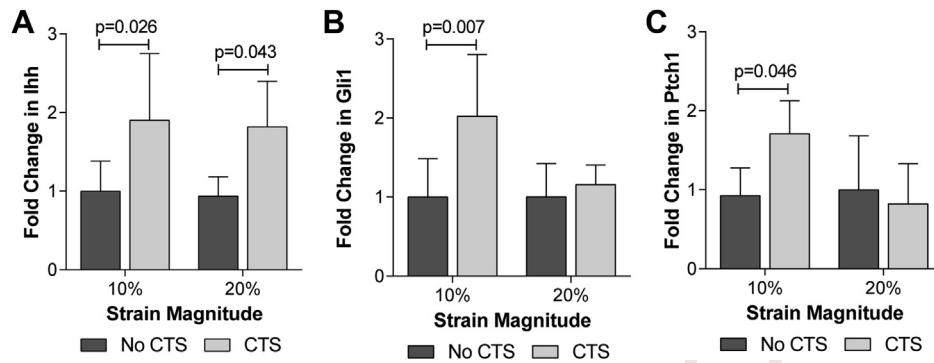 A
Fold Change in Ihh
3
2
1
0
p=0.026
p=0.043
10%
20%
Strain Magnitude
No CTS
CTS
B
Fold Change in Gli1
3
2
1
0
p=0.007
10%
20%
Strain Magnitude
No CTS
CTS
C
Fold Change in Ptch1
3
2
1
0
p=0.046
10%
20%
Strain Magnitude
No CTS
CTS